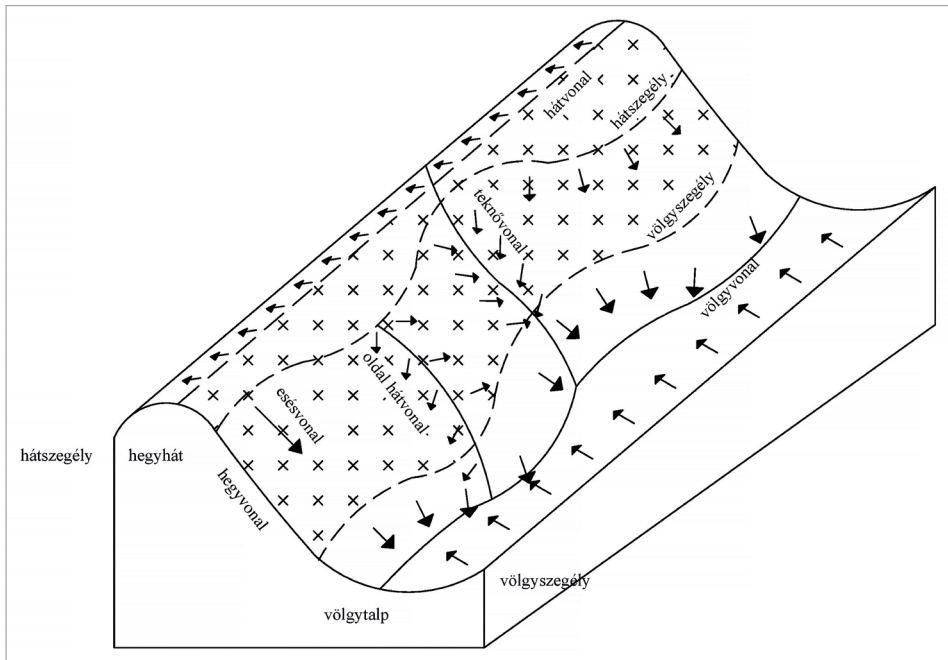 hátvonal
hátszegély
teknővonal
völgyszegély
völgyvonal
oldal hátvonal
esésvonal
hátszegély
hegyhát
hegyvonal
völgyszegély
völgytalp